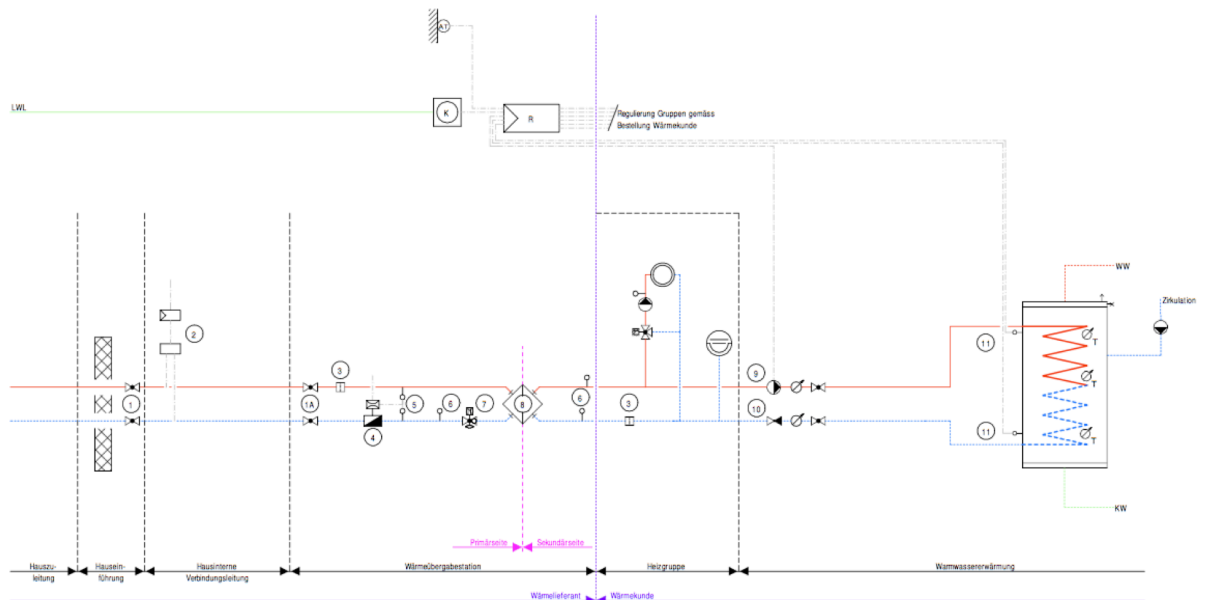 AT
LWL
K
R
Regulierung Gruppen gemäss
Bestellung Wärmekunde
WW
Zirkulation
2
11
T
3
9
T
1
1A
5
6
7
8
6
3
10
4
11
T
KW
Primärseite
Sekundärseite
Hauszu-
leitung
Hausein-
führung
Hausinterne
Verbindungsleitung
Wärmeübergabestation
Heizgruppe
Warmwassererwärmung
Wärmelieferant
Wärmekunde